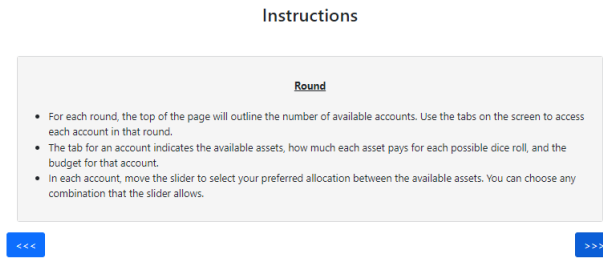 Instructions
Round
• For each round, the top of the page will outline the number of available accounts. Use the tabs on the screen to access
each account in that round.
• The tab for an account indicates the available assets, how much each asset pays for each possible dice roll, and the
budget for that account.
• In each account, move the slider to select your preferred allocation between the available assets. You can choose any
combination that the slider allows.
<<<
>>>